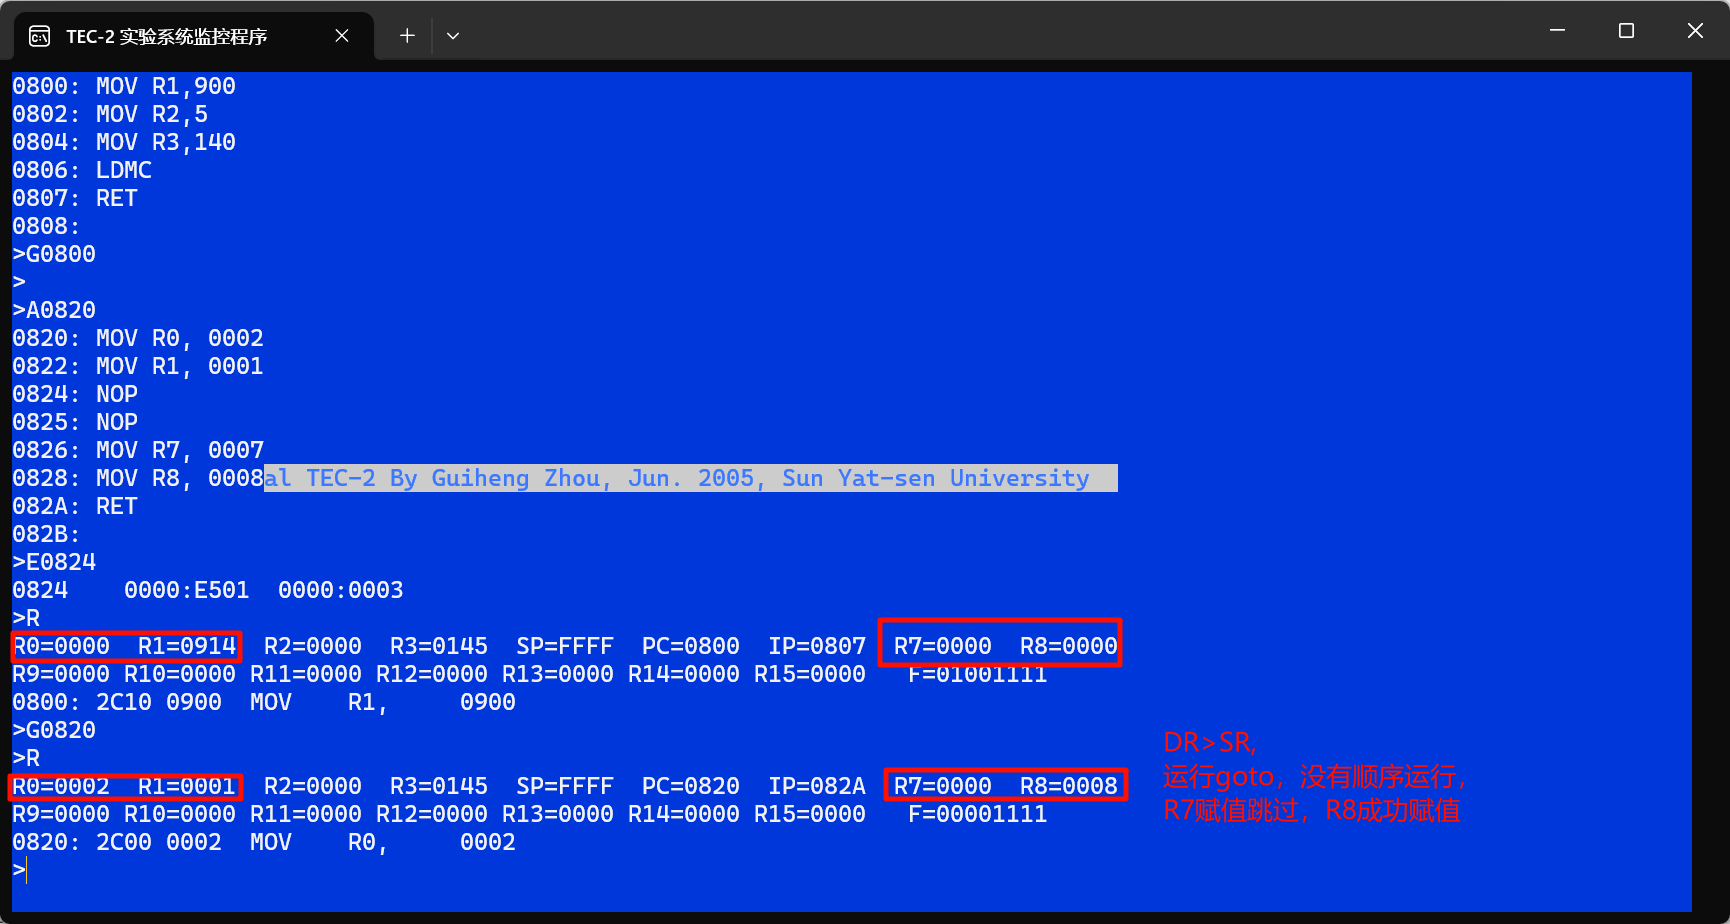 TEC-2 实验系统监控程序
0800: MOV R1,900
0802: MOV R2,5
0804: MOV R3,140
0806: LDMC
0807: RET
0808:
>G0800
>
>A0820
0820: MOV R0, 0002
0822: MOV R1, 0001
0824: NOP
0825: NOP
0826: MOV R7, 0007
0828: MOV R8, 0008al TEC-2 By Guiheng Zhou, Jun. 2005, Sun Yat-sen University
082A: RET
082B:
>E0824
0824    0000:E501  0000:0003
>R
R0=0000  R1=0914  R2=0000  R3=0145  SP=FFFF  PC=0800  IP=0807  R7=0000  R8=0000
R9=0000 R10=0000 R11=0000 R12=0000 R13=0000 R14=0000 R15=0000   F=01001111
0800: 2C10 0900  MOV    R1,     0900
>G0820
>R
R0=0002  R1=0001  R2=0000  R3=0145  SP=FFFF  PC=0820  IP=082A  R7=0000  R8=0008
R9=0000 R10=0000 R11=0000 R12=0000 R13=0000 R14=0000 R15=0000   F=00001111
0820: 2C00 0002  MOV    R0,     0002
>
DR>SR,
运行goto，没有顺序运行，
R7赋值跳过，R8成功赋值